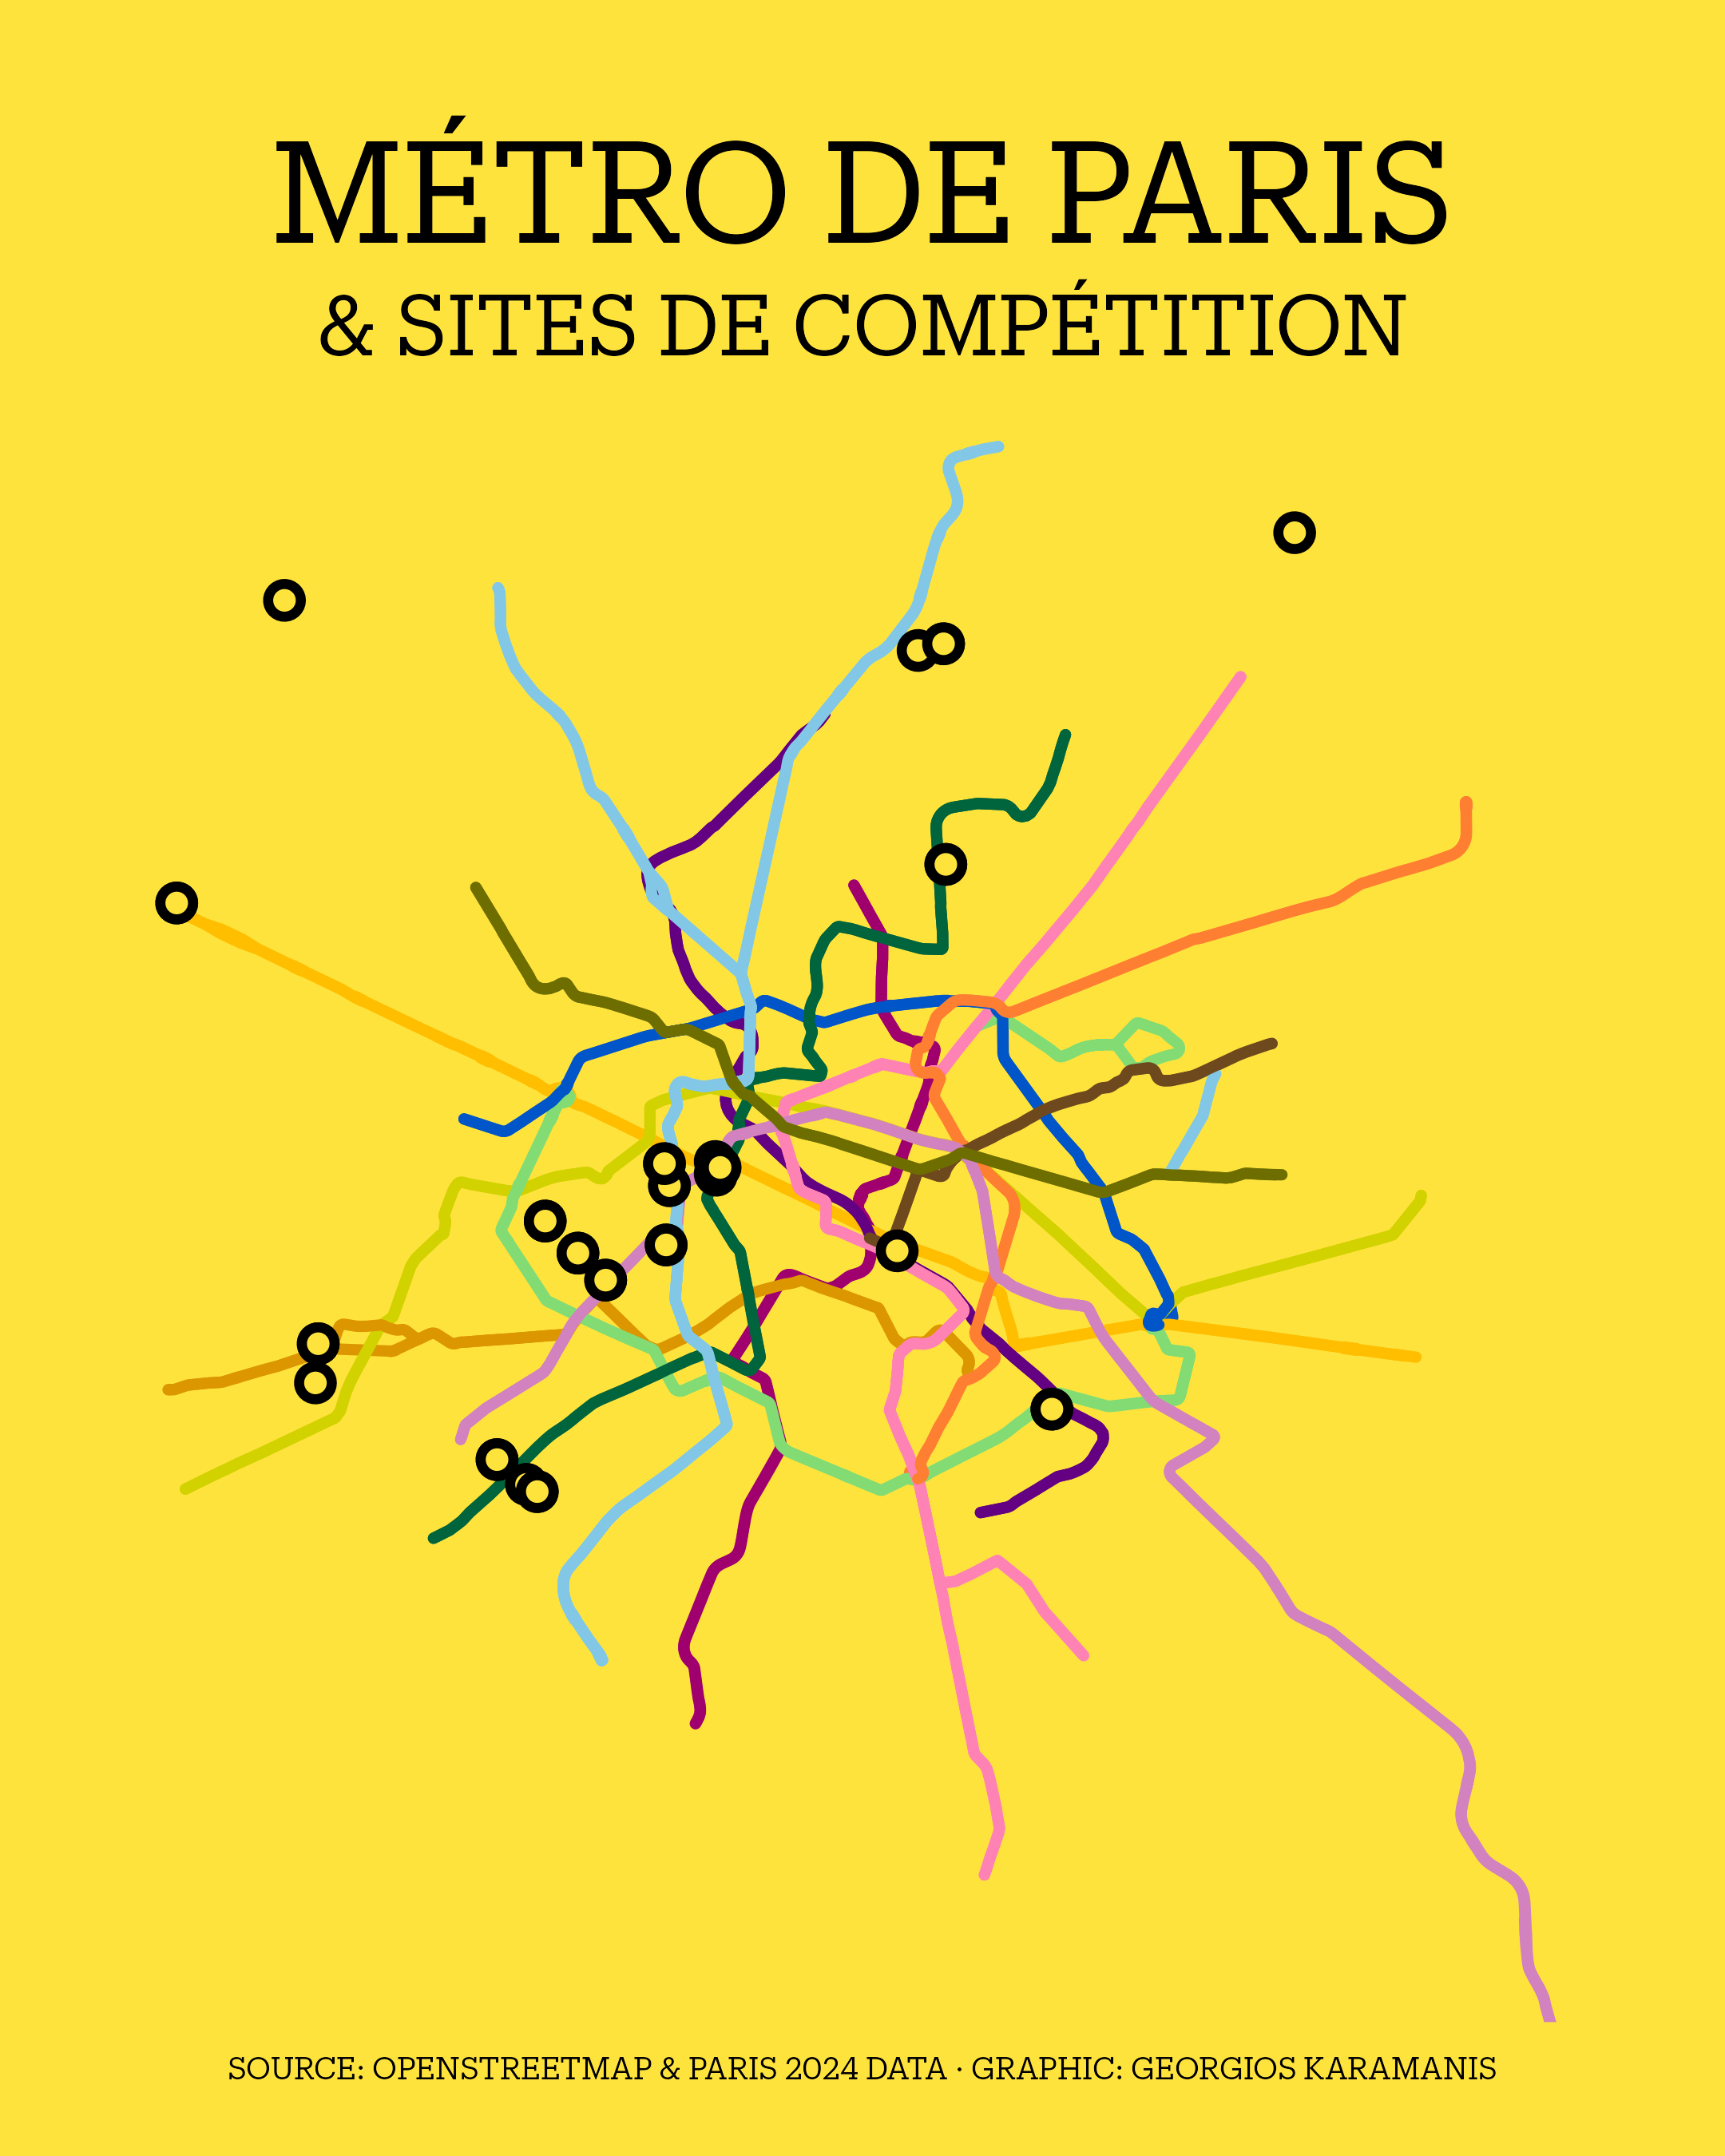 MÉTRO DE PARIS
& SITES DE COMPÉTITION
SOURCE: OPENSTREETMAP & PARIS 2024 DATA · GRAPHIC: GEORGIOS KARAMANIS